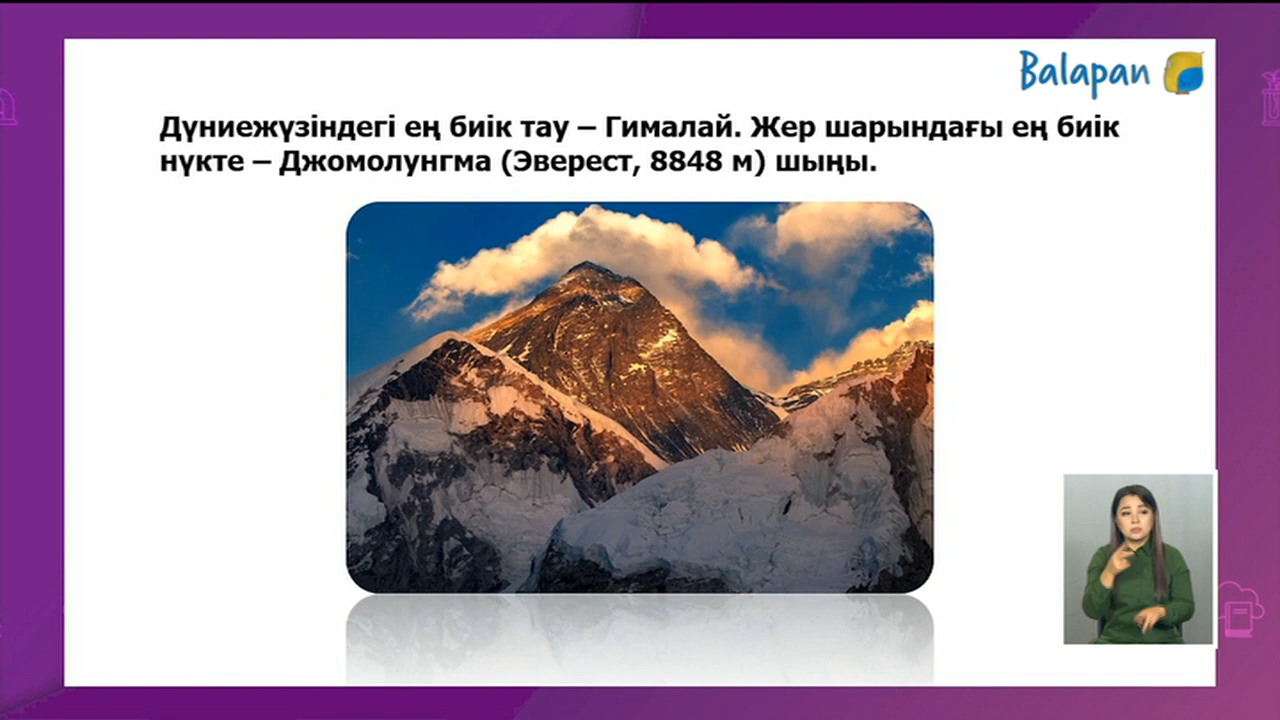 Balapan
Дүниежүзіндегі ең биік тау – Гималай. Жер шарындағы ең биік
нүкте – Джомолунгма (Эверест, 8848 м) шыңы.